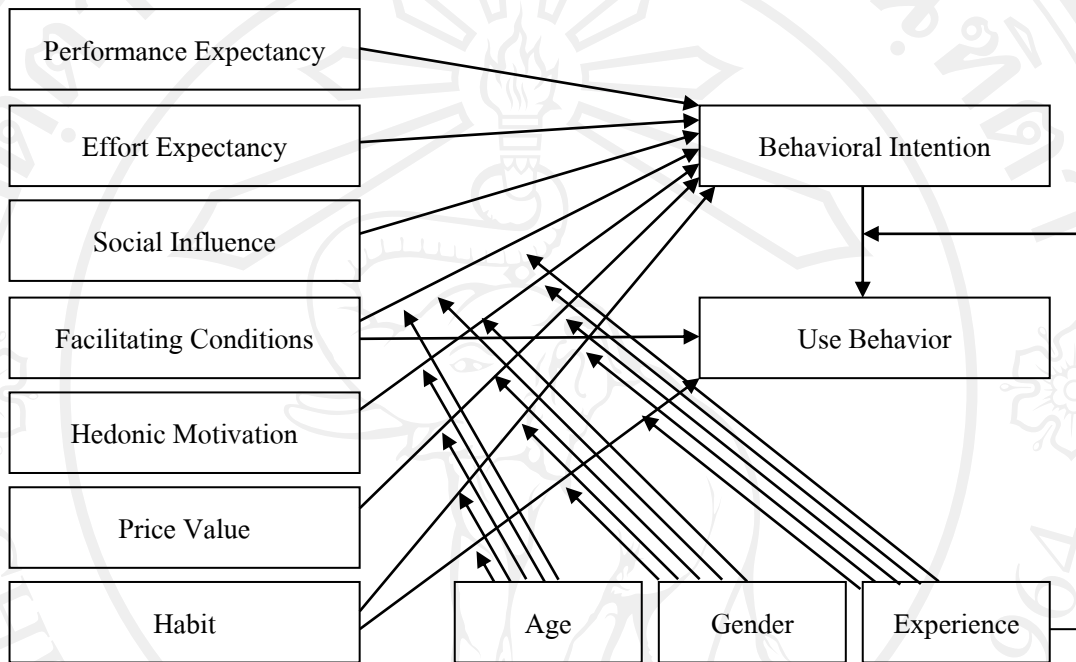 Performance Expectancy
Effort Expectancy
Behavioral Intention
Social Influence
Facilitating Conditions
Use Behavior
Hedonic Motivation
Price Value
Habit
Age
Gender
Experience